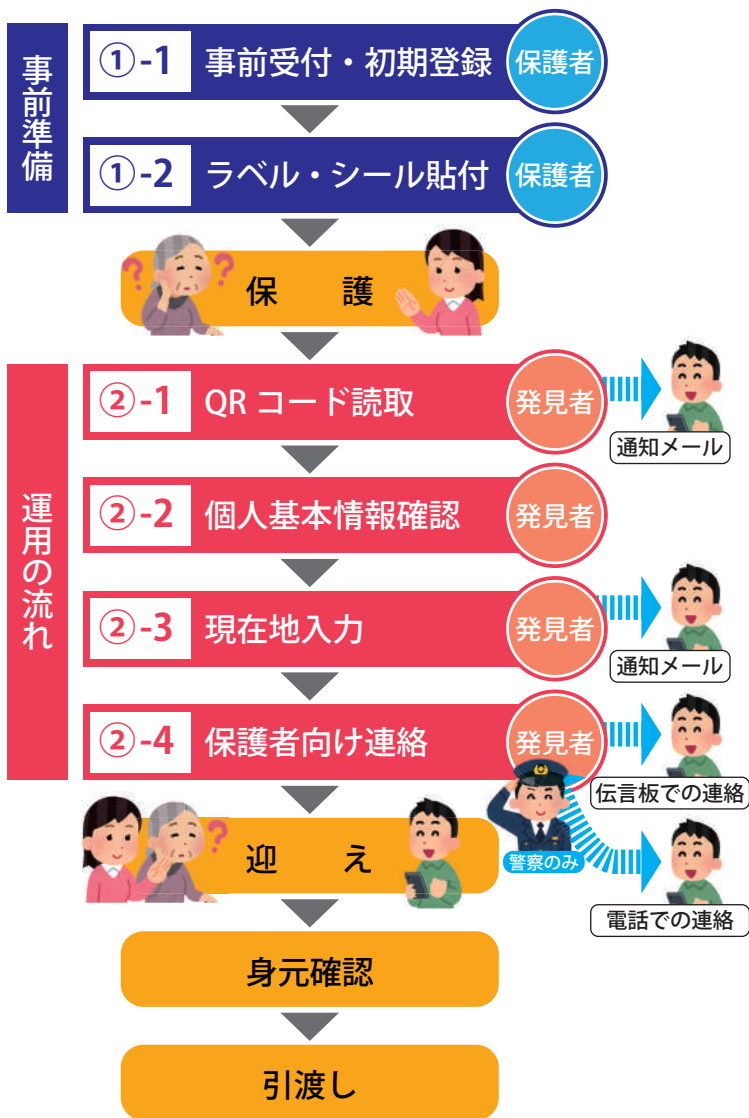 事前準備
①-1 事前受付・初期登録 保護者
①-2 ラベル・シール貼付 保護者
? ?
保 護
運用の流れ
②-1 QRコード読取 発見者
通知メール
②-2 個人基本情報確認 発見者
②-3 現在地入力 発見者
通知メール
②-4 保護者向け連絡 発見者
伝言板での連絡
警察のみ
電話での連絡
?
迎 え
身元確認
引渡し